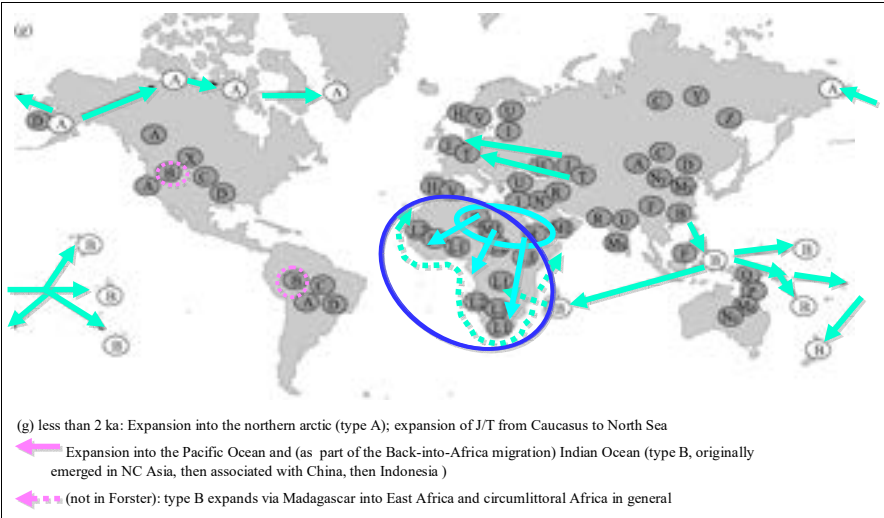 (g)
A
A
A
A
D A
H V U
I
C V
Z
A
X
B C
A
D
T
T
A C D
U
R
R U
F B
B
B
B
B
B
B
B
B
A D
L1
L1
(g) less than 2 ka: Expansion into the northern arctic (type A); expansion of J/T from Caucasus to North Sea
Expansion into the Pacific Ocean and (as part of the Back-into-Africa migration) Indian Ocean (type B, originally
emerged in NC Asia, then associated with China, then Indonesia )
(not in Forster): type B expands via Madagascar into East Africa and circumlittoral Africa in general